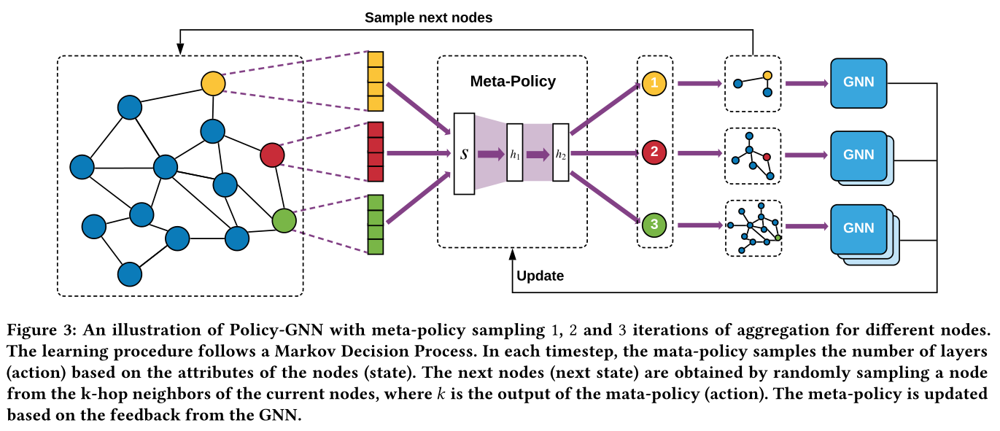 Sample next nodes
Meta-Policy
S
h1
h2
1
2
3
GNN
GNN
GNN
Update
Figure 3: An illustration of Policy-GNN with meta-policy sampling 1, 2 and 3 iterations of aggregation for different nodes.
The learning procedure follows a Markov Decision Process. In each timestep, the mata-policy samples the number of layers
(action) based on the attributes of the nodes (state). The next nodes (next state) are obtained by randomly sampling a node
from the k-hop neighbors of the current nodes, where k is the output of the mata-policy (action). The meta-policy is updated
based on the feedback from the GNN.